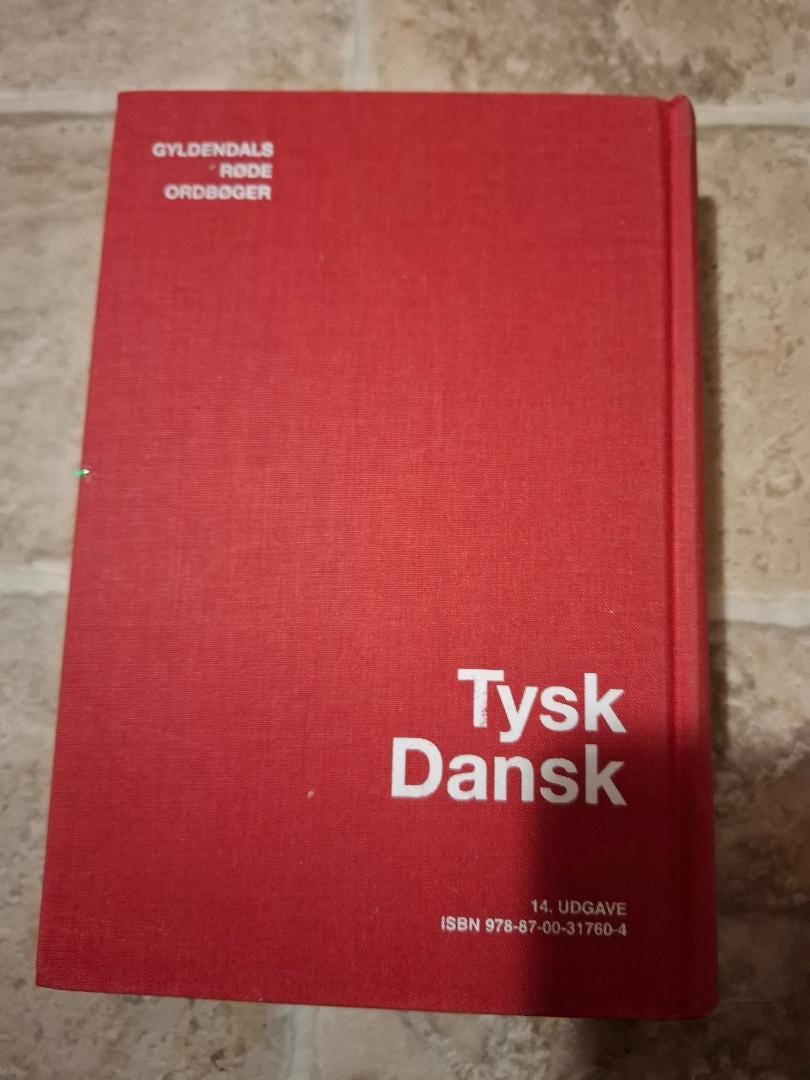 GYLDENDALS
RØDE
ORDBØGER
Tysk
Dansk
14. UDGAVE
ISBN 978-87-00-31760-4